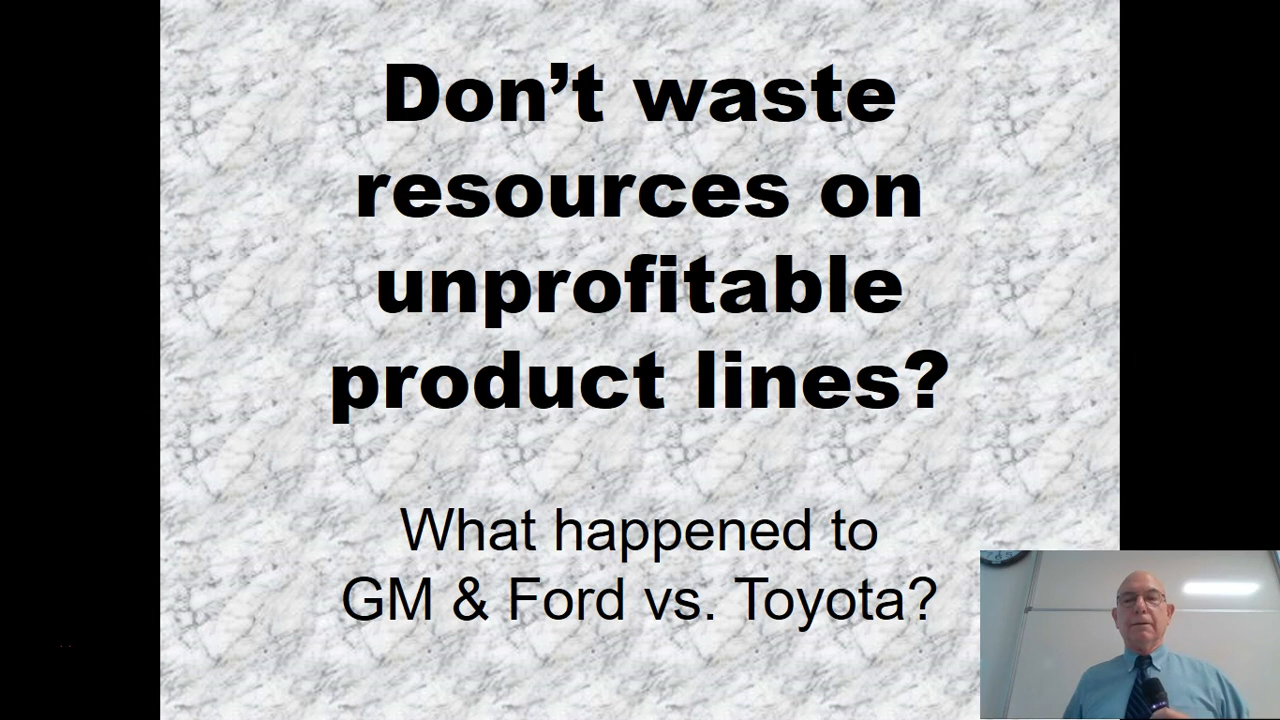 Don’t waste
resources on
unprofitable
product lines?
What happened to
GM & Ford vs. Toyota?